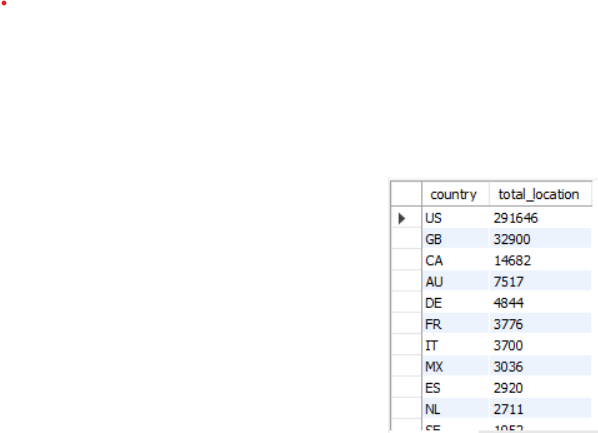 country total_location
US 291646
GB 32900
CA 14682
AU 7517
DE 4844
FR 3776
IT 3700
MX 3036
ES 2920
NL 2711